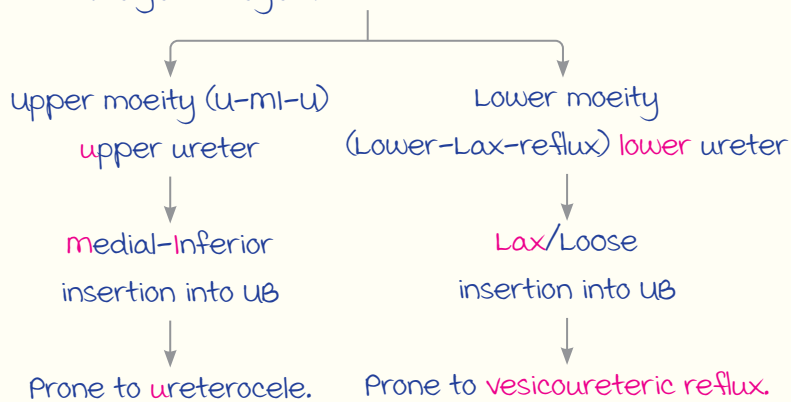 Upper moeity (U-MI-U)
upper ureter
Medial-Inferior
insertion into UB
Prone to ureterocele.
Lower moeity
(Lower-Lax-reflux) lower ureter
Lax/Loose
insertion into UB
Prone to vesicoureteric reflux.